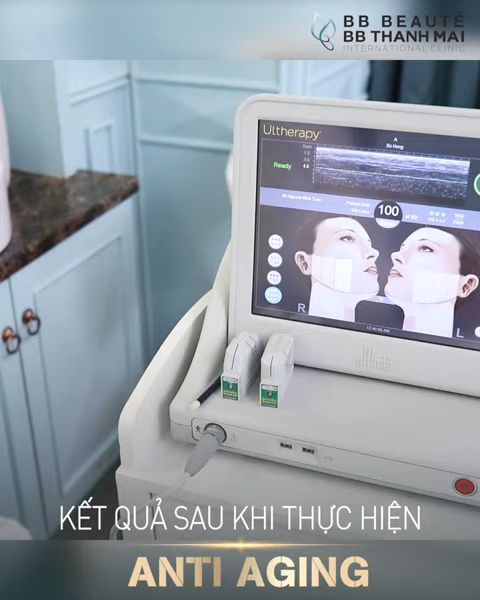 BB BEAUTÉ
BB THANH MAI
INTERNATIONAL CLINIC
Ultherapy
Ready
100
R
L
KẾT QUẢ SAU KHI THỰC HIỆN
ANTI AGING